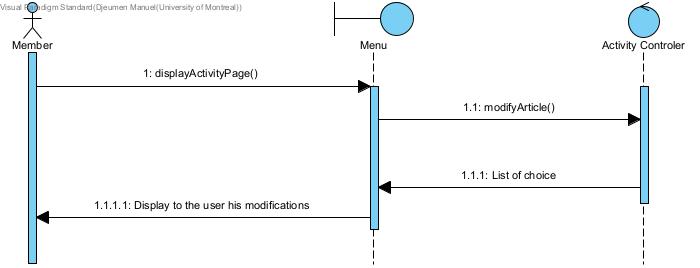 Visual Paradigm Standard(Djeumen Manuel(University of Montreal))
Member
Menu
Activity Controler
1: displayActivityPage()
1.1: modifyArticle()
1.1.1: List of choice
1.1.1.1: Display to the user his modifications